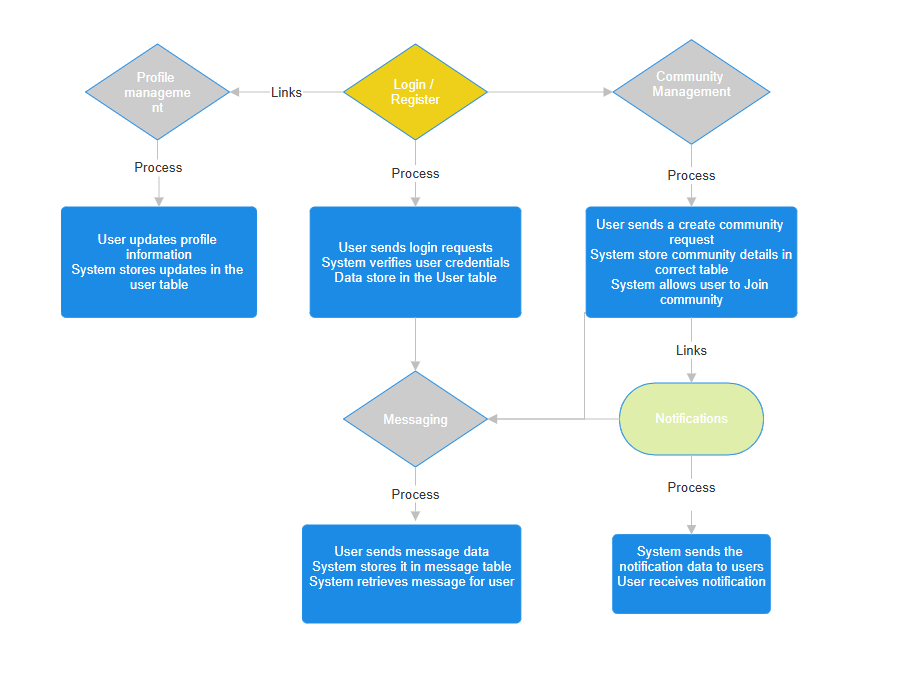 Profile
manageme
nt
Links
Login /
Register
Community
Management
Process
Process
Process
User updates profile
information
System stores updates in the
user table
User sends login requests
System verifies user credentials
Data store in the User table
User sends a create community
request
System store community details in
correct table
System allows user to Join
community
Links
Messaging
Notifications
Process
Process
User sends message data
System stores it in message table
System retrieves message for user
System sends the
notification data to users
User receives notification